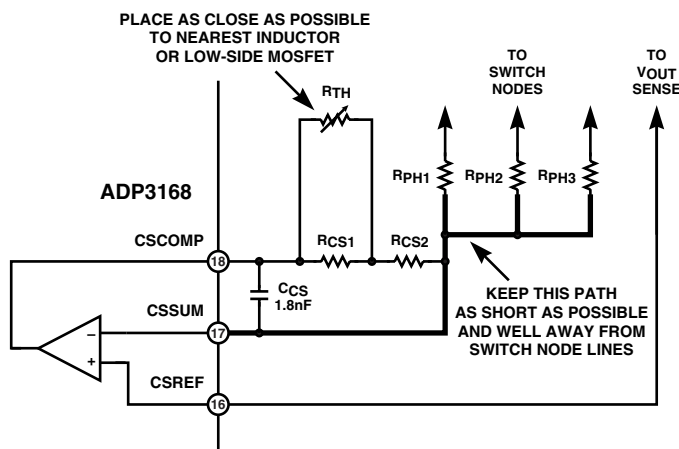 PLACE AS CLOSE AS POSSIBLE
TO NEAREST INDUCTOR
OR LOW-SIDE MOSFET
TO
SWITCH
NODES
TO
VOUT
SENSE
RTH
RPH1
RPH2
RPH3
ADP3168
CSCOMP
18
RCS1
RCS2
CCS
1.8nF
KEEP THIS PATH
AS SHORT AS POSSIBLE
AND WELL AWAY FROM
SWITCH NODE LINES
CSSUM
17
–
+
CSREF
16